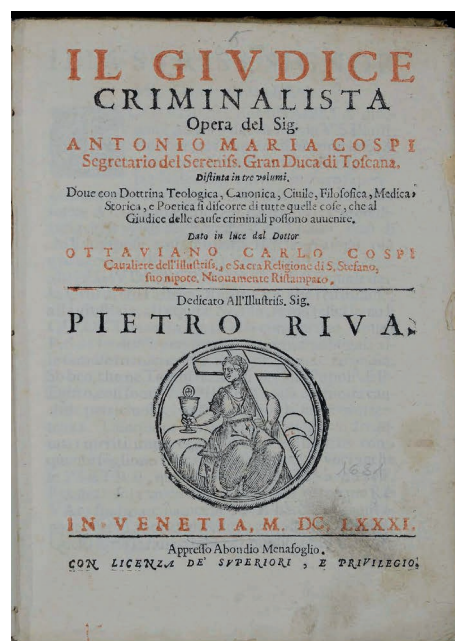 IL GIVDICE
CRIMINALISTA
Opera del Sig.
ANTONIO MARIA COSPI
Segretario del Sereniss. Gran Duca di Toscana,
Distinta in tre volumi.
Doue con Dottrina Teologica, Canonica, Ciuile, Filosofica, Medica,
Storica, e Poetica si discorre di tutte quelle cose, che al
Giudice delle cause criminali possono auuenire.
Dato in luce dal Dottor
OTTAVIANO CARLO COSPI
Caualiere dell'Illustriss., e Sacra Religione di S. Stefano,
suo nipote, Nuouamente Ristampato.
Dedicato All'Illustriss. Sig.
PIETRO RIVA.
1681
IN VENETIA, M. DC. LXXXI.
Appresso Abondio Menafoglio.
CON LICENZA DE' SVPERIORI, E PRIVILEGIO.